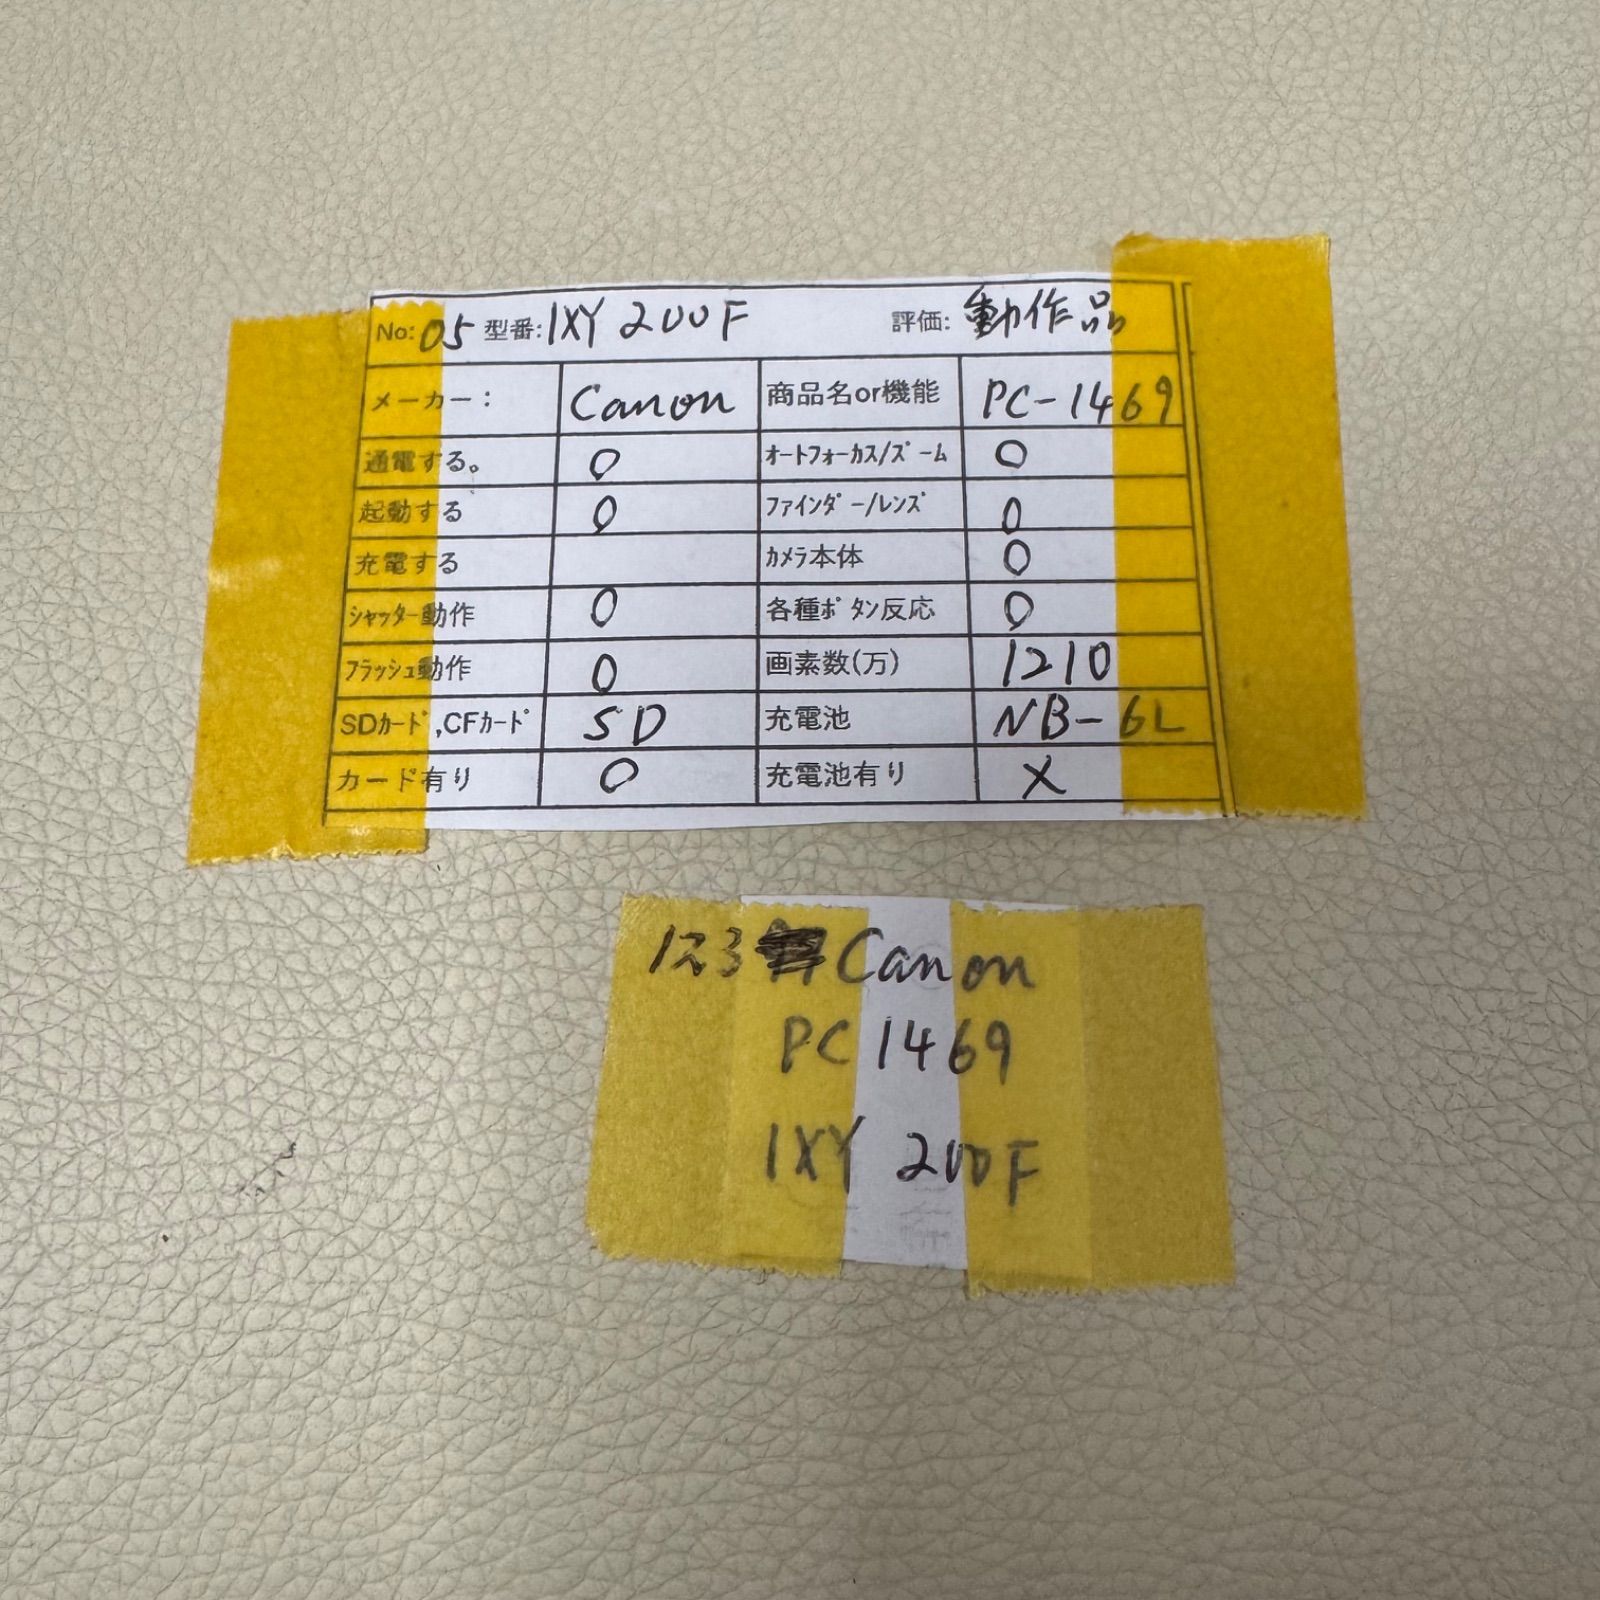 No: 05 型番: IXY 200F 評価: 動作品
メーカー： Canon 商品名or機能 PC-1469
通電する。 ○ ｵｰﾄﾌｫｰｶｽ/ｽﾞｰﾑ ○
起動する ○ ﾌｧｲﾝﾀﾞｰ/ﾚﾝｽﾞ ○
充電する ｶﾒﾗ本体 ○
ｼｬｯﾀｰ動作 ○ 各種ﾎﾞﾀﾝ反応 ○
ﾌﾗｯｼｭ動作 ○ 画素数(万) 1210
SDｶｰﾄﾞ,CFｶｰﾄﾞ SD 充電池 NB-6L
カード有り ○ 充電池有り ×
123 Canon
PC 1469
IXY 200F